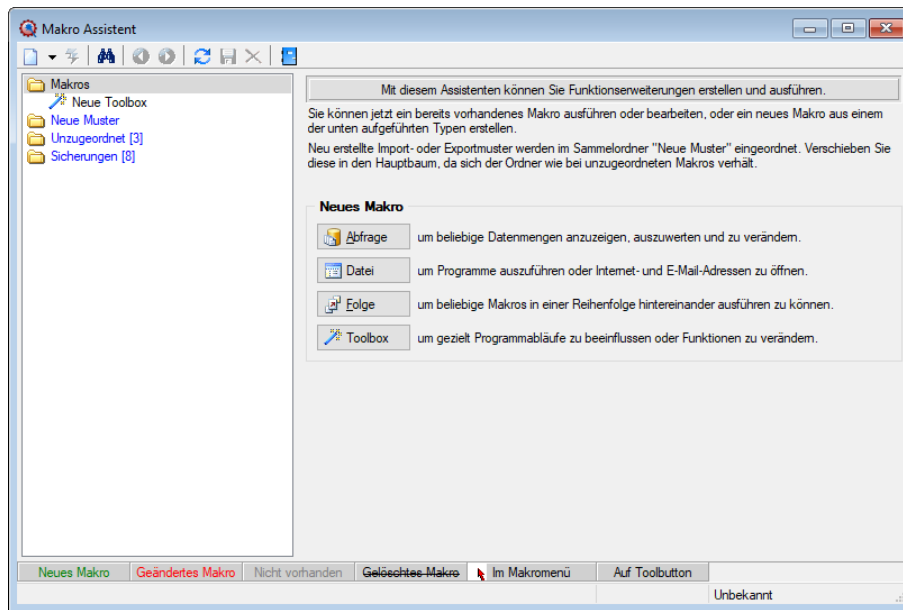 Makro Assistent
Makros
Neue Toolbox
Neue Muster
Unzugeordnet [3]
Sicherungen [8]
Mit diesem Assistenten können Sie Funktionserweiterungen erstellen und ausführen.
Sie können jetzt ein bereits vorhandenes Makro ausführen oder bearbeiten, oder ein neues Makro aus einem
der unten aufgeführten Typen erstellen.
Neu erstellte Import- oder Exportmuster werden im Sammelordner "Neue Muster" eingeordnet. Verschieben Sie
diese in den Hauptbaum, da sich der Ordner wie bei unzugeordneten Makros verhält.
Neues Makro
Abfrage um beliebige Datenmengen anzuzeigen, auszuwerten und zu verändern.
Datei um Programme auszuführen oder Internet- und E-Mail-Adressen zu öffnen.
Folge um beliebige Makros in einer Reihenfolge hintereinander ausführen zu können.
Toolbox um gezielt Programmabläufe zu beeinflussen oder Funktionen zu verändern.
Neues Makro Geändertes Makro Nicht vorhanden Gelöschtes Makro Im Makromenü Auf Toolbutton
Unbekannt